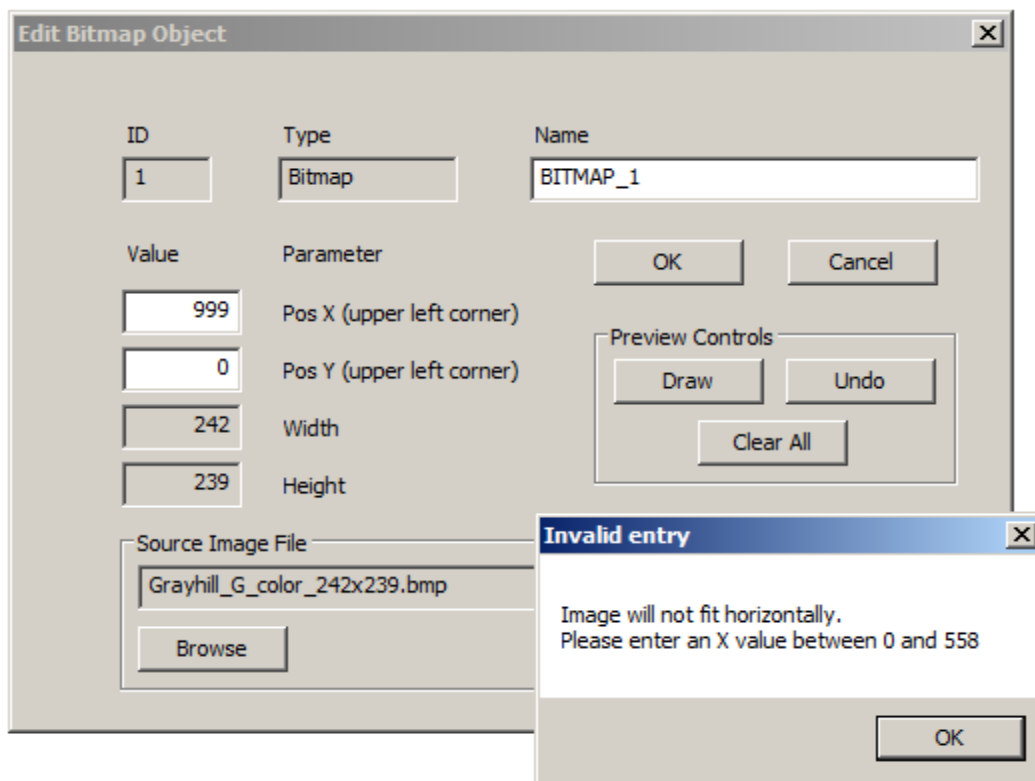 Edit Bitmap Object
ID Type Name
1 Bitmap BITMAP_1
Value Parameter OK Cancel
999 Pos X (upper left corner)
Preview Controls
0 Pos Y (upper left corner) Draw Undo
242 Width
Clear All
239 Height
Source Image File
Grayhill_G_color_242x239.bmp
Browse
Invalid entry
Image will not fit horizontally.
Please enter an X value between 0 and 558
OK